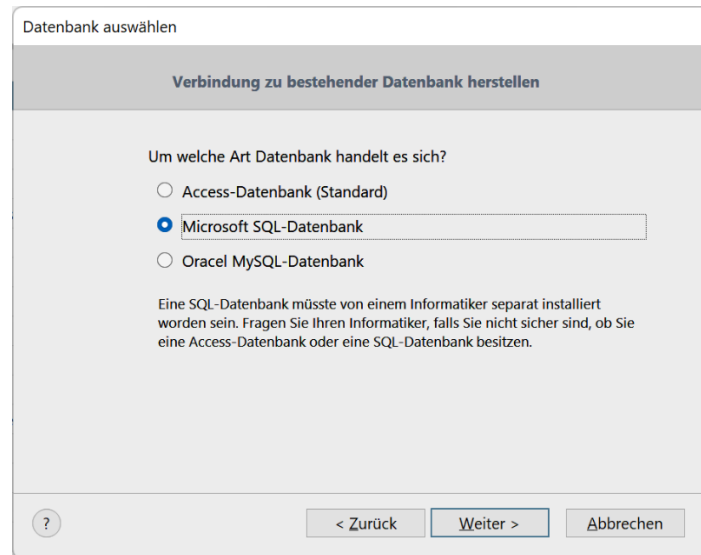 Datenbank auswählen
Verbindung zu bestehender Datenbank herstellen
Um welche Art Datenbank handelt es sich?
Access-Datenbank (Standard)
Microsoft SQL-Datenbank
Oracel MySQL-Datenbank
Eine SQL-Datenbank müsste von einem Informatiker separat installiert
worden sein. Fragen Sie Ihren Informatiker, falls Sie nicht sicher sind, ob Sie
eine Access-Datenbank oder eine SQL-Datenbank besitzen.
? < Zurück Weiter > Abbrechen